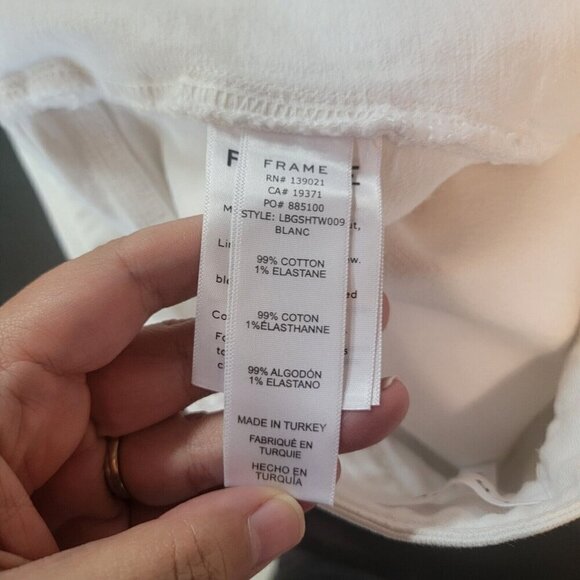 FRAME
RN# 139021
CA# 19371
PO# 885100
STYLE: LBGSHTW009
BLANC
99% COTTON
1% ELASTANE
99% COTON
1%ÉLASTHANNE
99% ALGODÓN
1% ELASTANO
MADE IN TURKEY
FABRIQUÉ EN
TURQUIE
HECHO EN
TURQUÍA